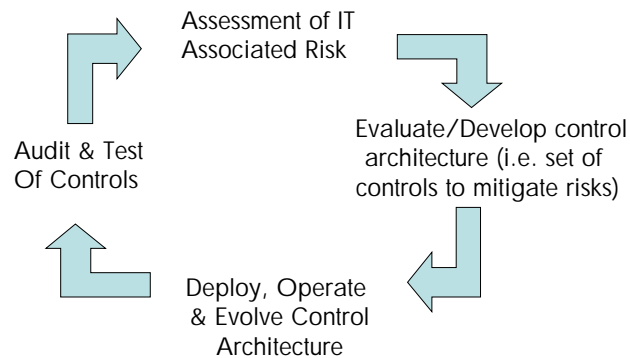 Assessment of IT
Associated Risk
Evaluate/Develop control
architecture (i.e. set of
controls to mitigate risks)
Deploy, Operate
& Evolve Control
Architecture
Audit & Test
Of Controls